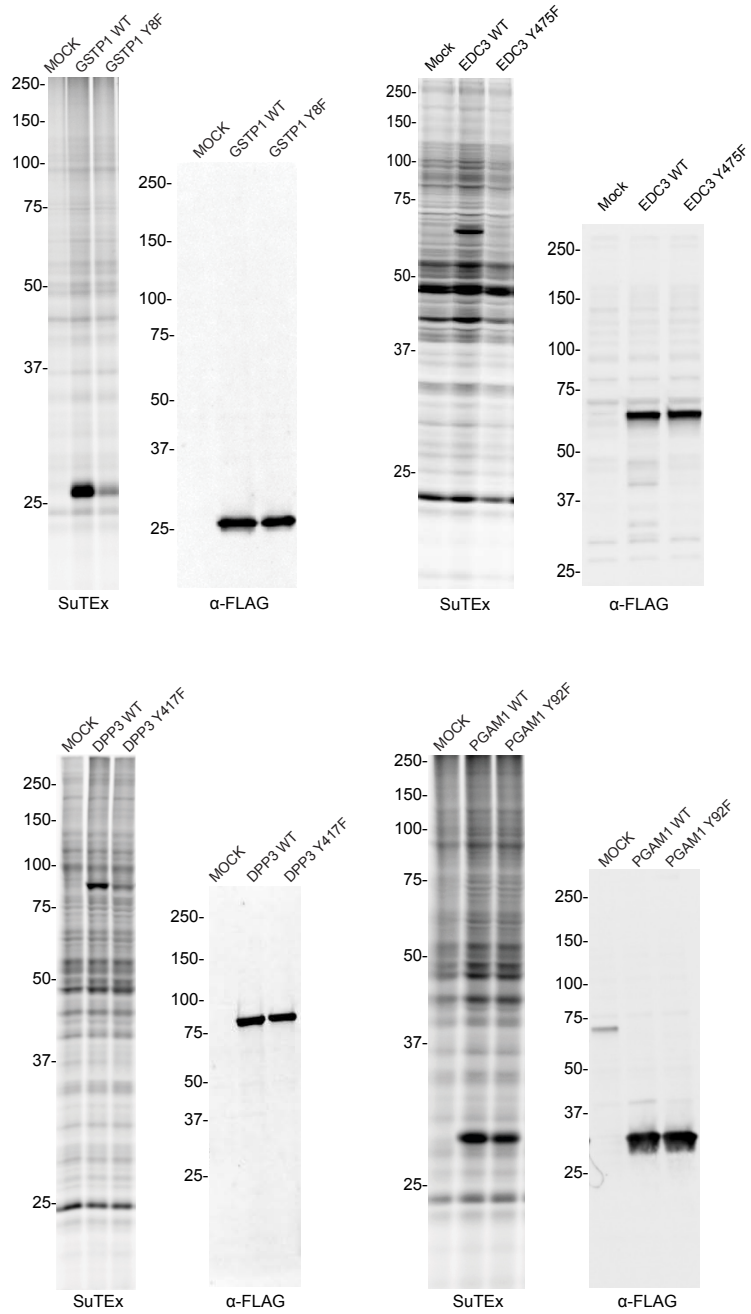 MOCK
GSTP1 WT
GSTP1 Y8F
250-
150-
100-
75-
50-
37-
25-
SuTEx
MOCK
GSTP1 WT
GSTP1 Y8F
250-
150-
100-
75-
50-
37-
25-
α-FLAG
Mock
EDC3 WT
EDC3 Y475F
250-
150-
100-
75-
50-
37-
25-
SuTEx
Mock
EDC3 WT
EDC3 Y475F
250-
150-
100-
75-
50-
37-
25-
α-FLAG
MOCK
DPP3 WT
DPP3 Y417F
250-
150-
100-
75-
50-
37-
25-
SuTEx
MOCK
DPP3 WT
DPP3 Y417F
250-
150-
100-
75-
50-
37-
25-
α-FLAG
MOCK
PGAM1 WT
PGAM1 Y92F
250-
150-
100-
75-
50-
37-
25-
SuTEx
MOCK
PGAM1 WT
PGAM1 Y92F
250-
150-
100-
75-
50-
37-
25-
α-FLAG